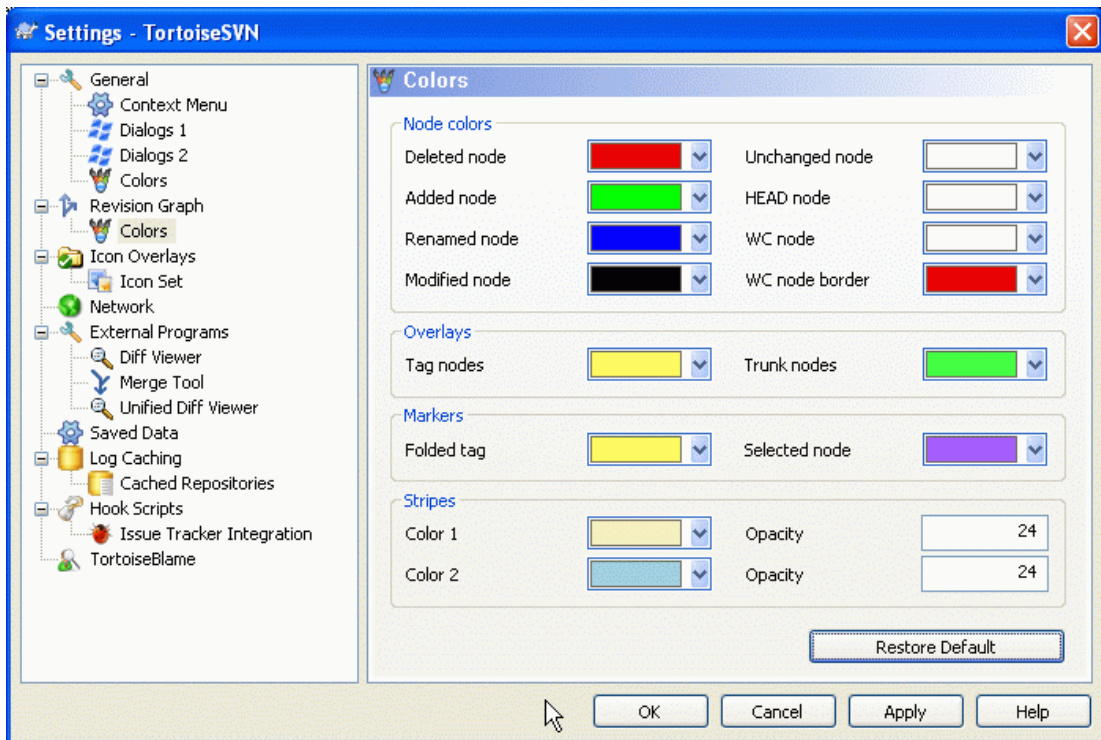 Settings - TortoiseSVN
General
Context Menu
Dialogs 1
Dialogs 2
Colors
Revision Graph
Colors
Icon Overlays
Icon Set
Network
External Programs
Diff Viewer
Merge Tool
Unified Diff Viewer
Saved Data
Log Caching
Cached Repositories
Hook Scripts
Issue Tracker Integration
TortoiseBlame
Colors
Node colors
Deleted node
Unchanged node
Added node
HEAD node
Renamed node
WC node
Modified node
WC node border
Overlays
Tag nodes
Trunk nodes
Markers
Folded tag
Selected node
Stripes
Color 1
Opacity
24
Color 2
Opacity
24
Restore Default
OK
Cancel
Apply
Help